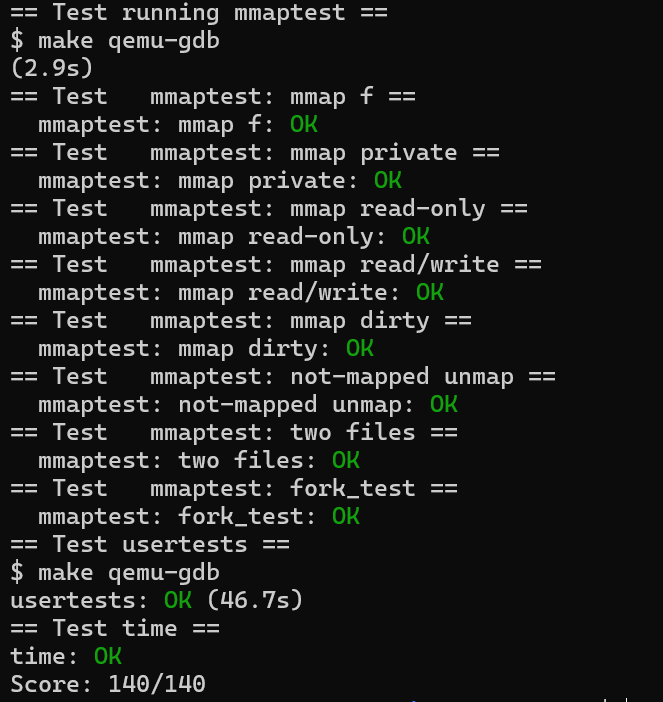 == Test running mmaptest ==
$ make qemu-gdb
(2.9s)
== Test   mmaptest: mmap f ==
  mmaptest: mmap f: OK
== Test   mmaptest: mmap private ==
  mmaptest: mmap private: OK
== Test   mmaptest: mmap read-only ==
  mmaptest: mmap read-only: OK
== Test   mmaptest: mmap read/write ==
  mmaptest: mmap read/write: OK
== Test   mmaptest: mmap dirty ==
  mmaptest: mmap dirty: OK
== Test   mmaptest: not-mapped unmap ==
  mmaptest: not-mapped unmap: OK
== Test   mmaptest: two files ==
  mmaptest: two files: OK
== Test   mmaptest: fork_test ==
  mmaptest: fork_test: OK
== Test usertests ==
$ make qemu-gdb
usertests: OK (46.7s)
== Test time ==
time: OK
Score: 140/140